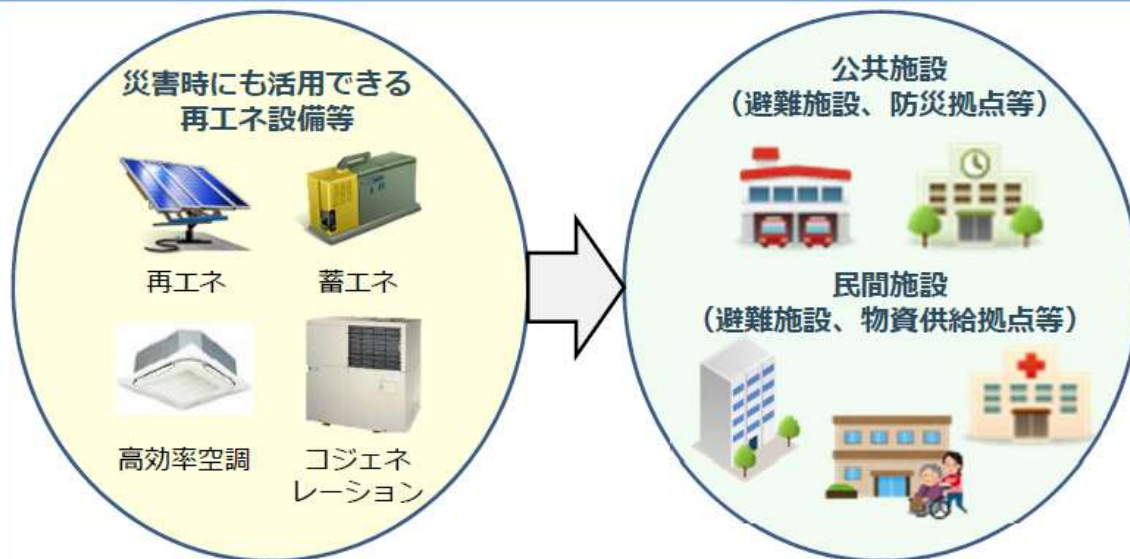 災害時にも活用できる
再エネ設備等
再エネ
蓄エネ
高効率空調
コジェネ
レーション
公共施設
（避難施設、防災拠点等）
民間施設
（避難施設、物資供給拠点等）